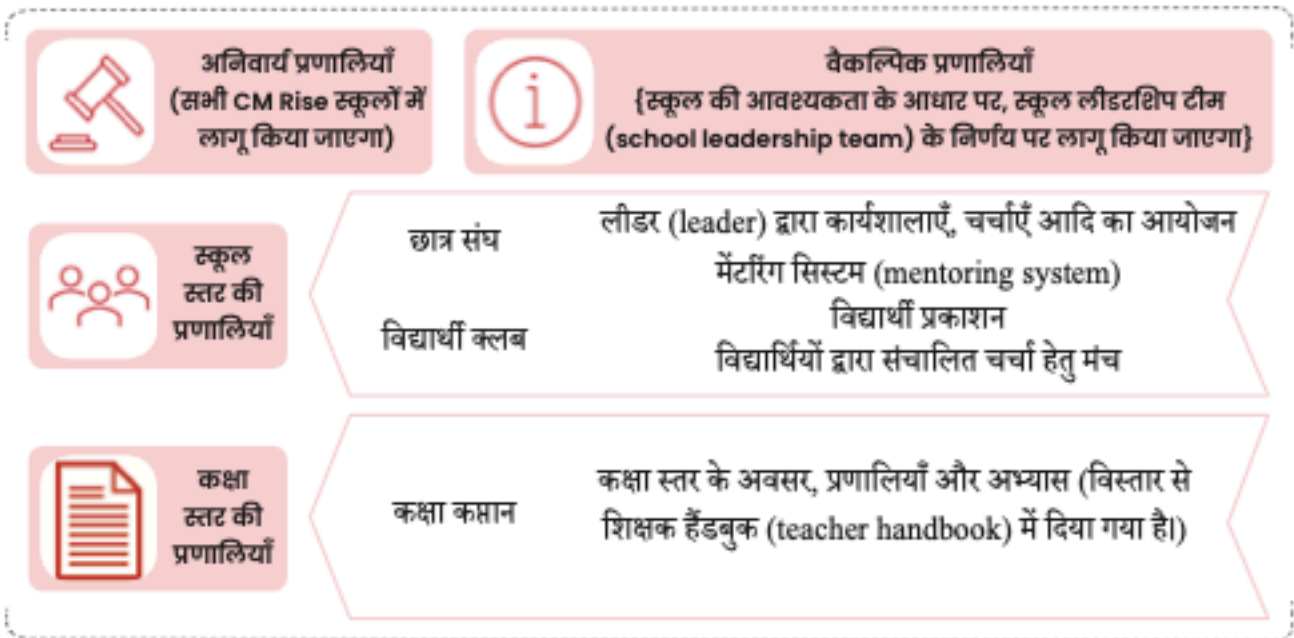 अनिवार्य प्रणालियाँ
(सभी CM Rise स्कूलों में
लागू किया जाएगा)
वैकल्पिक प्रणालियाँ
{स्कूल की आवश्यकता के आधार पर, स्कूल लीडरशिप टीम
(school leadership team) के निर्णय पर लागू किया जाएगा}
स्कूल
स्तर की
प्रणालियाँ
छात्र संघ
विद्यार्थी क्लब
लीडर (leader) द्वारा कार्यशालाएँ, चर्चाएँ आदि का आयोजन
मेंटरिंग सिस्टम (mentoring system)
विद्यार्थी प्रकाशन
विद्यार्थियों द्वारा संचालित चर्चा हेतु मंच
कक्षा
स्तर की
प्रणालियाँ
कक्षा कप्तान
कक्षा स्तर के अवसर, प्रणालियाँ और अभ्यास (विस्तार से
शिक्षक हैंडबुक (teacher handbook) में दिया गया है।)